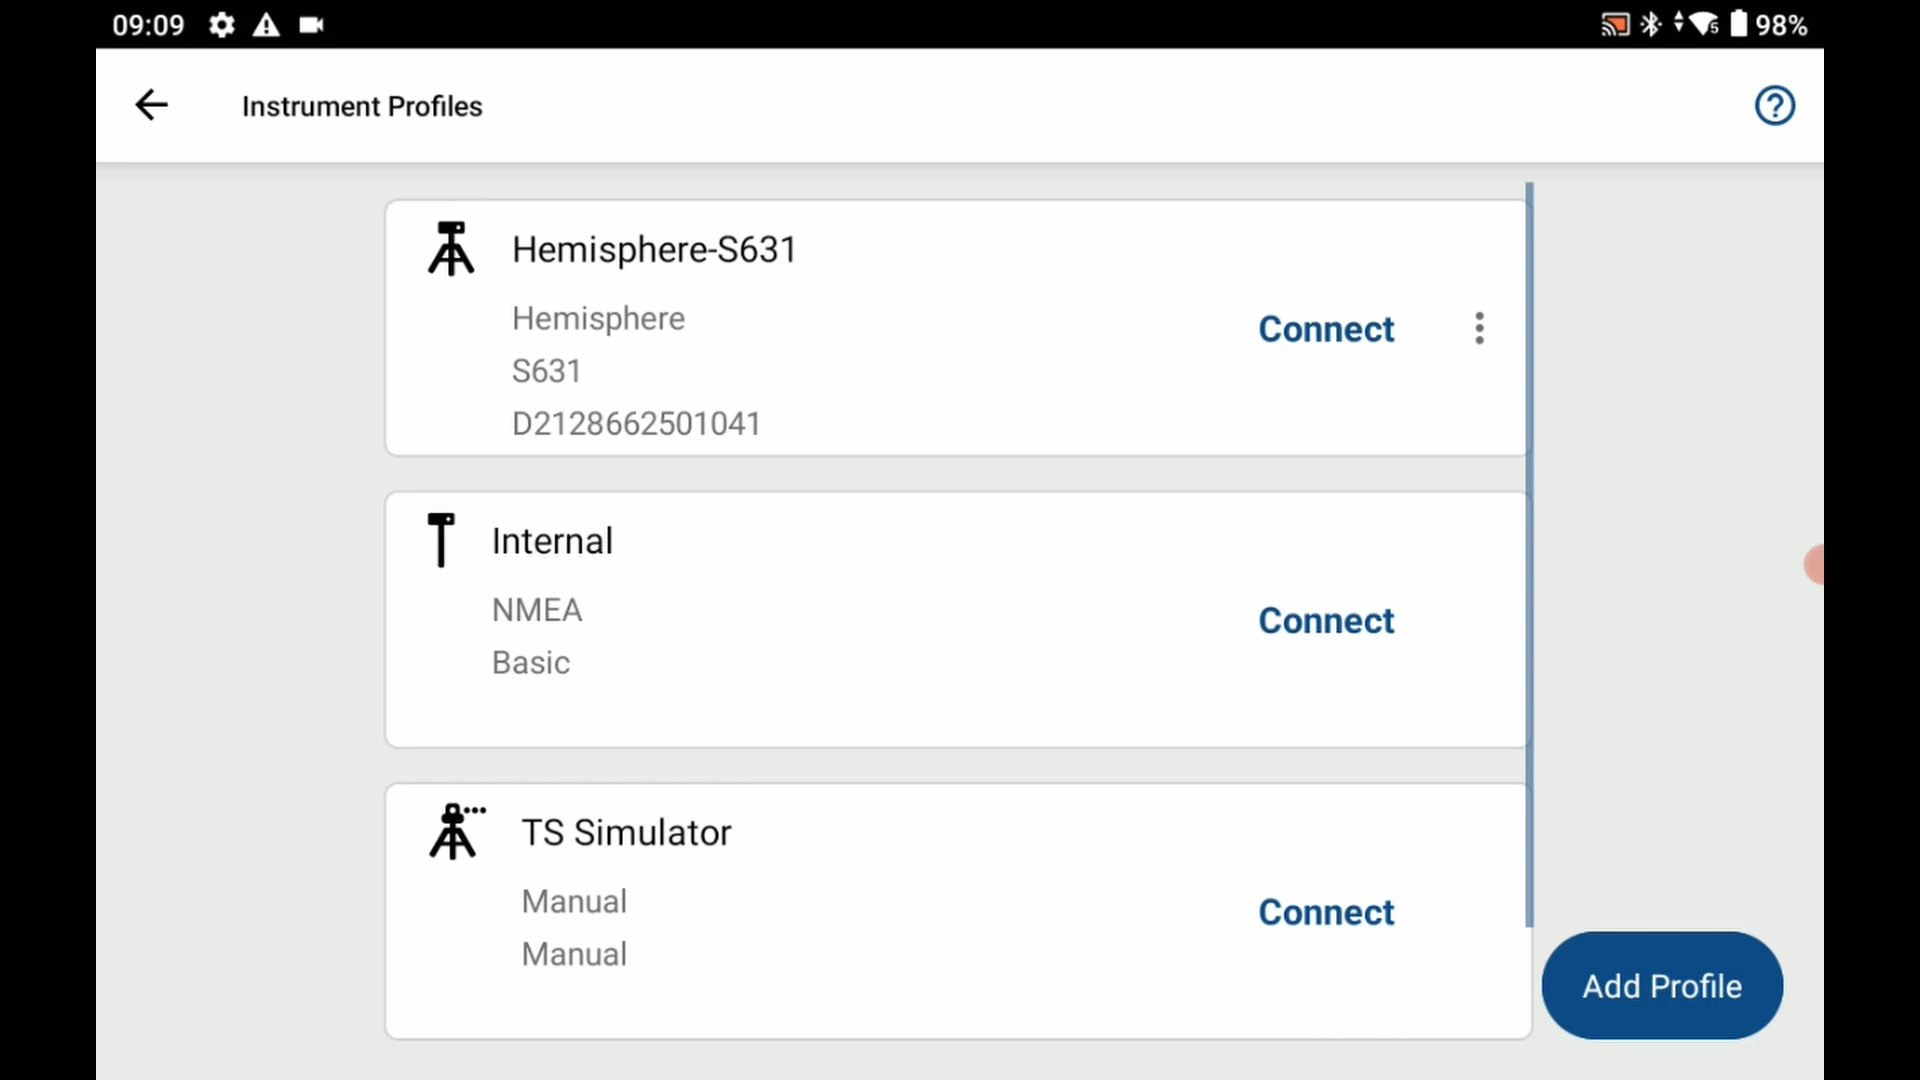 09:09
5 98%
Instrument Profiles
?
Hemisphere-S631
Hemisphere
S631
D2128662501041
Connect
Internal
NMEA
Basic
Connect
TS Simulator
Manual
Manual
Connect
Add Profile